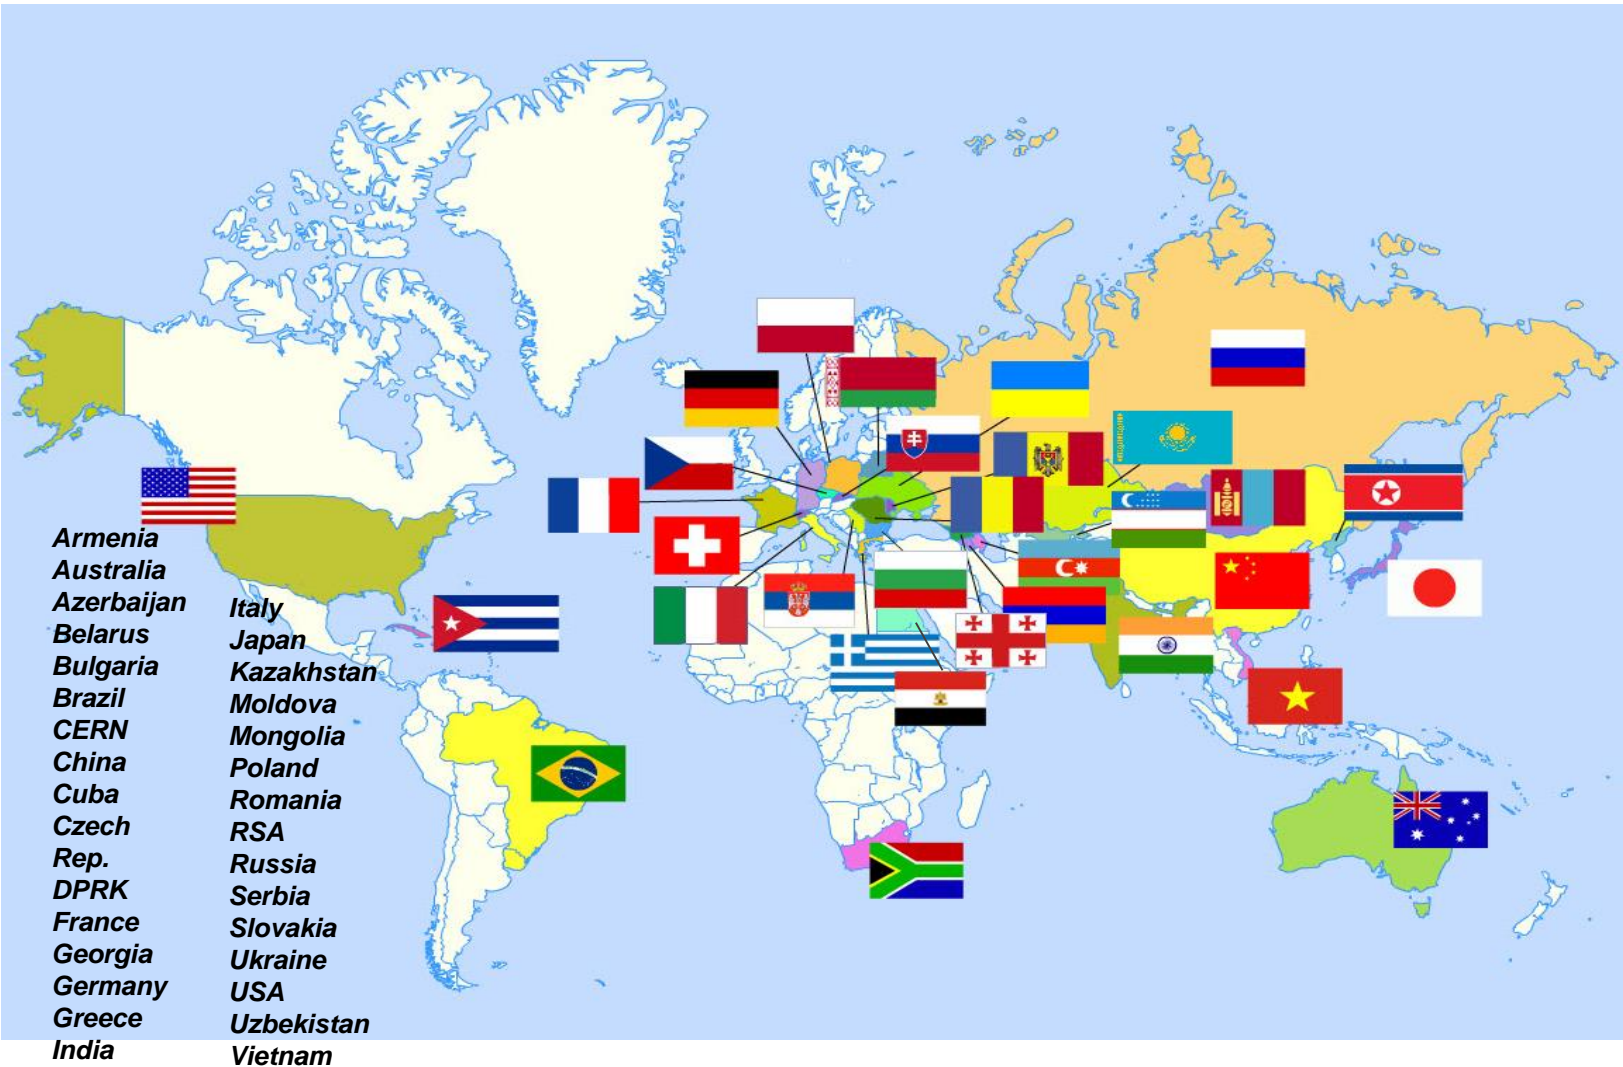 Armenia
Australia
Azerbaijan
Belarus
Bulgaria
Brazil
CERN
China
Cuba
Czech
Rep.
DPRK
France
Georgia
Germany
Greece
India
Italy
Japan
Kazakhstan
Moldova
Mongolia
Poland
Romania
RSA
Russia
Serbia
Slovakia
Ukraine
USA
Uzbekistan
Vietnam